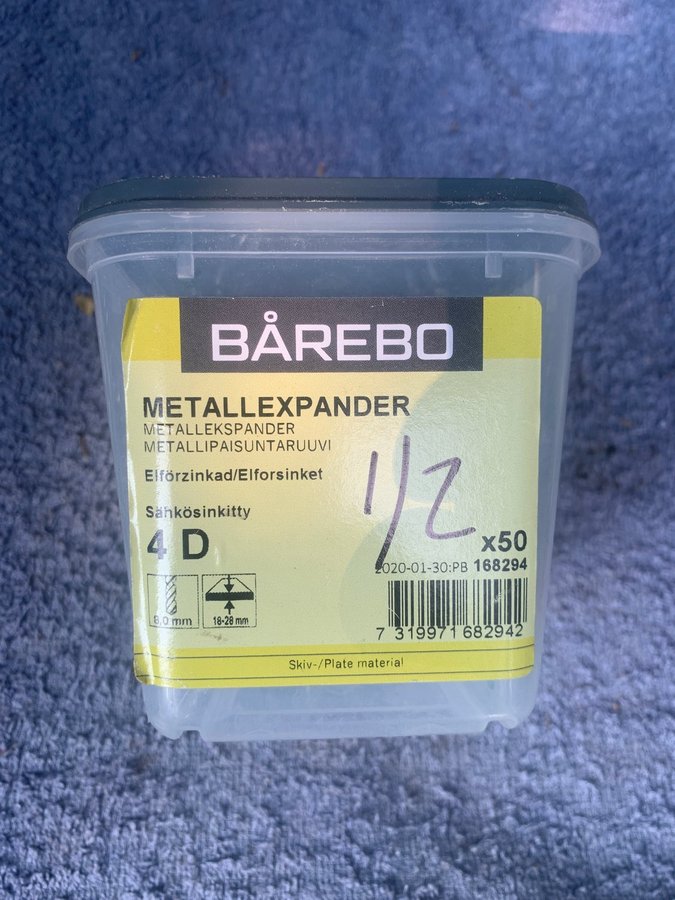 BÅREBO
METALLEXPANDER
METALLEKSPANDER
METALLIPAISUNTARUUVI
Elförzinkad/Elforsinket
Sähkösinkitty
1/2
4 D
x50
2020-01-30:PB 168294
8,0 mm
18-28 mm
7 319971 682942
Skiv-/Plate material